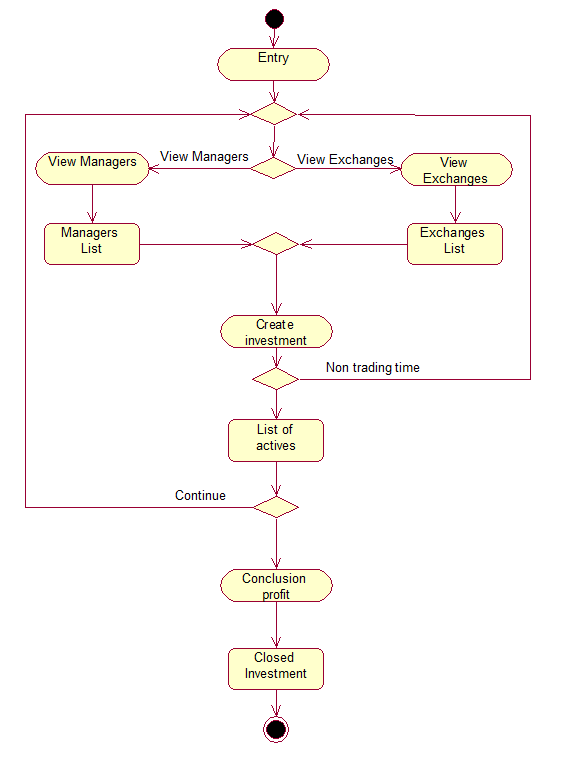 Entry
View Managers
View Managers
View Exchanges
View
Exchanges
Managers
List
Exchanges
List
Create
investment
Non trading time
List of
actives
Continue
Conclusion
profit
Closed
Investment